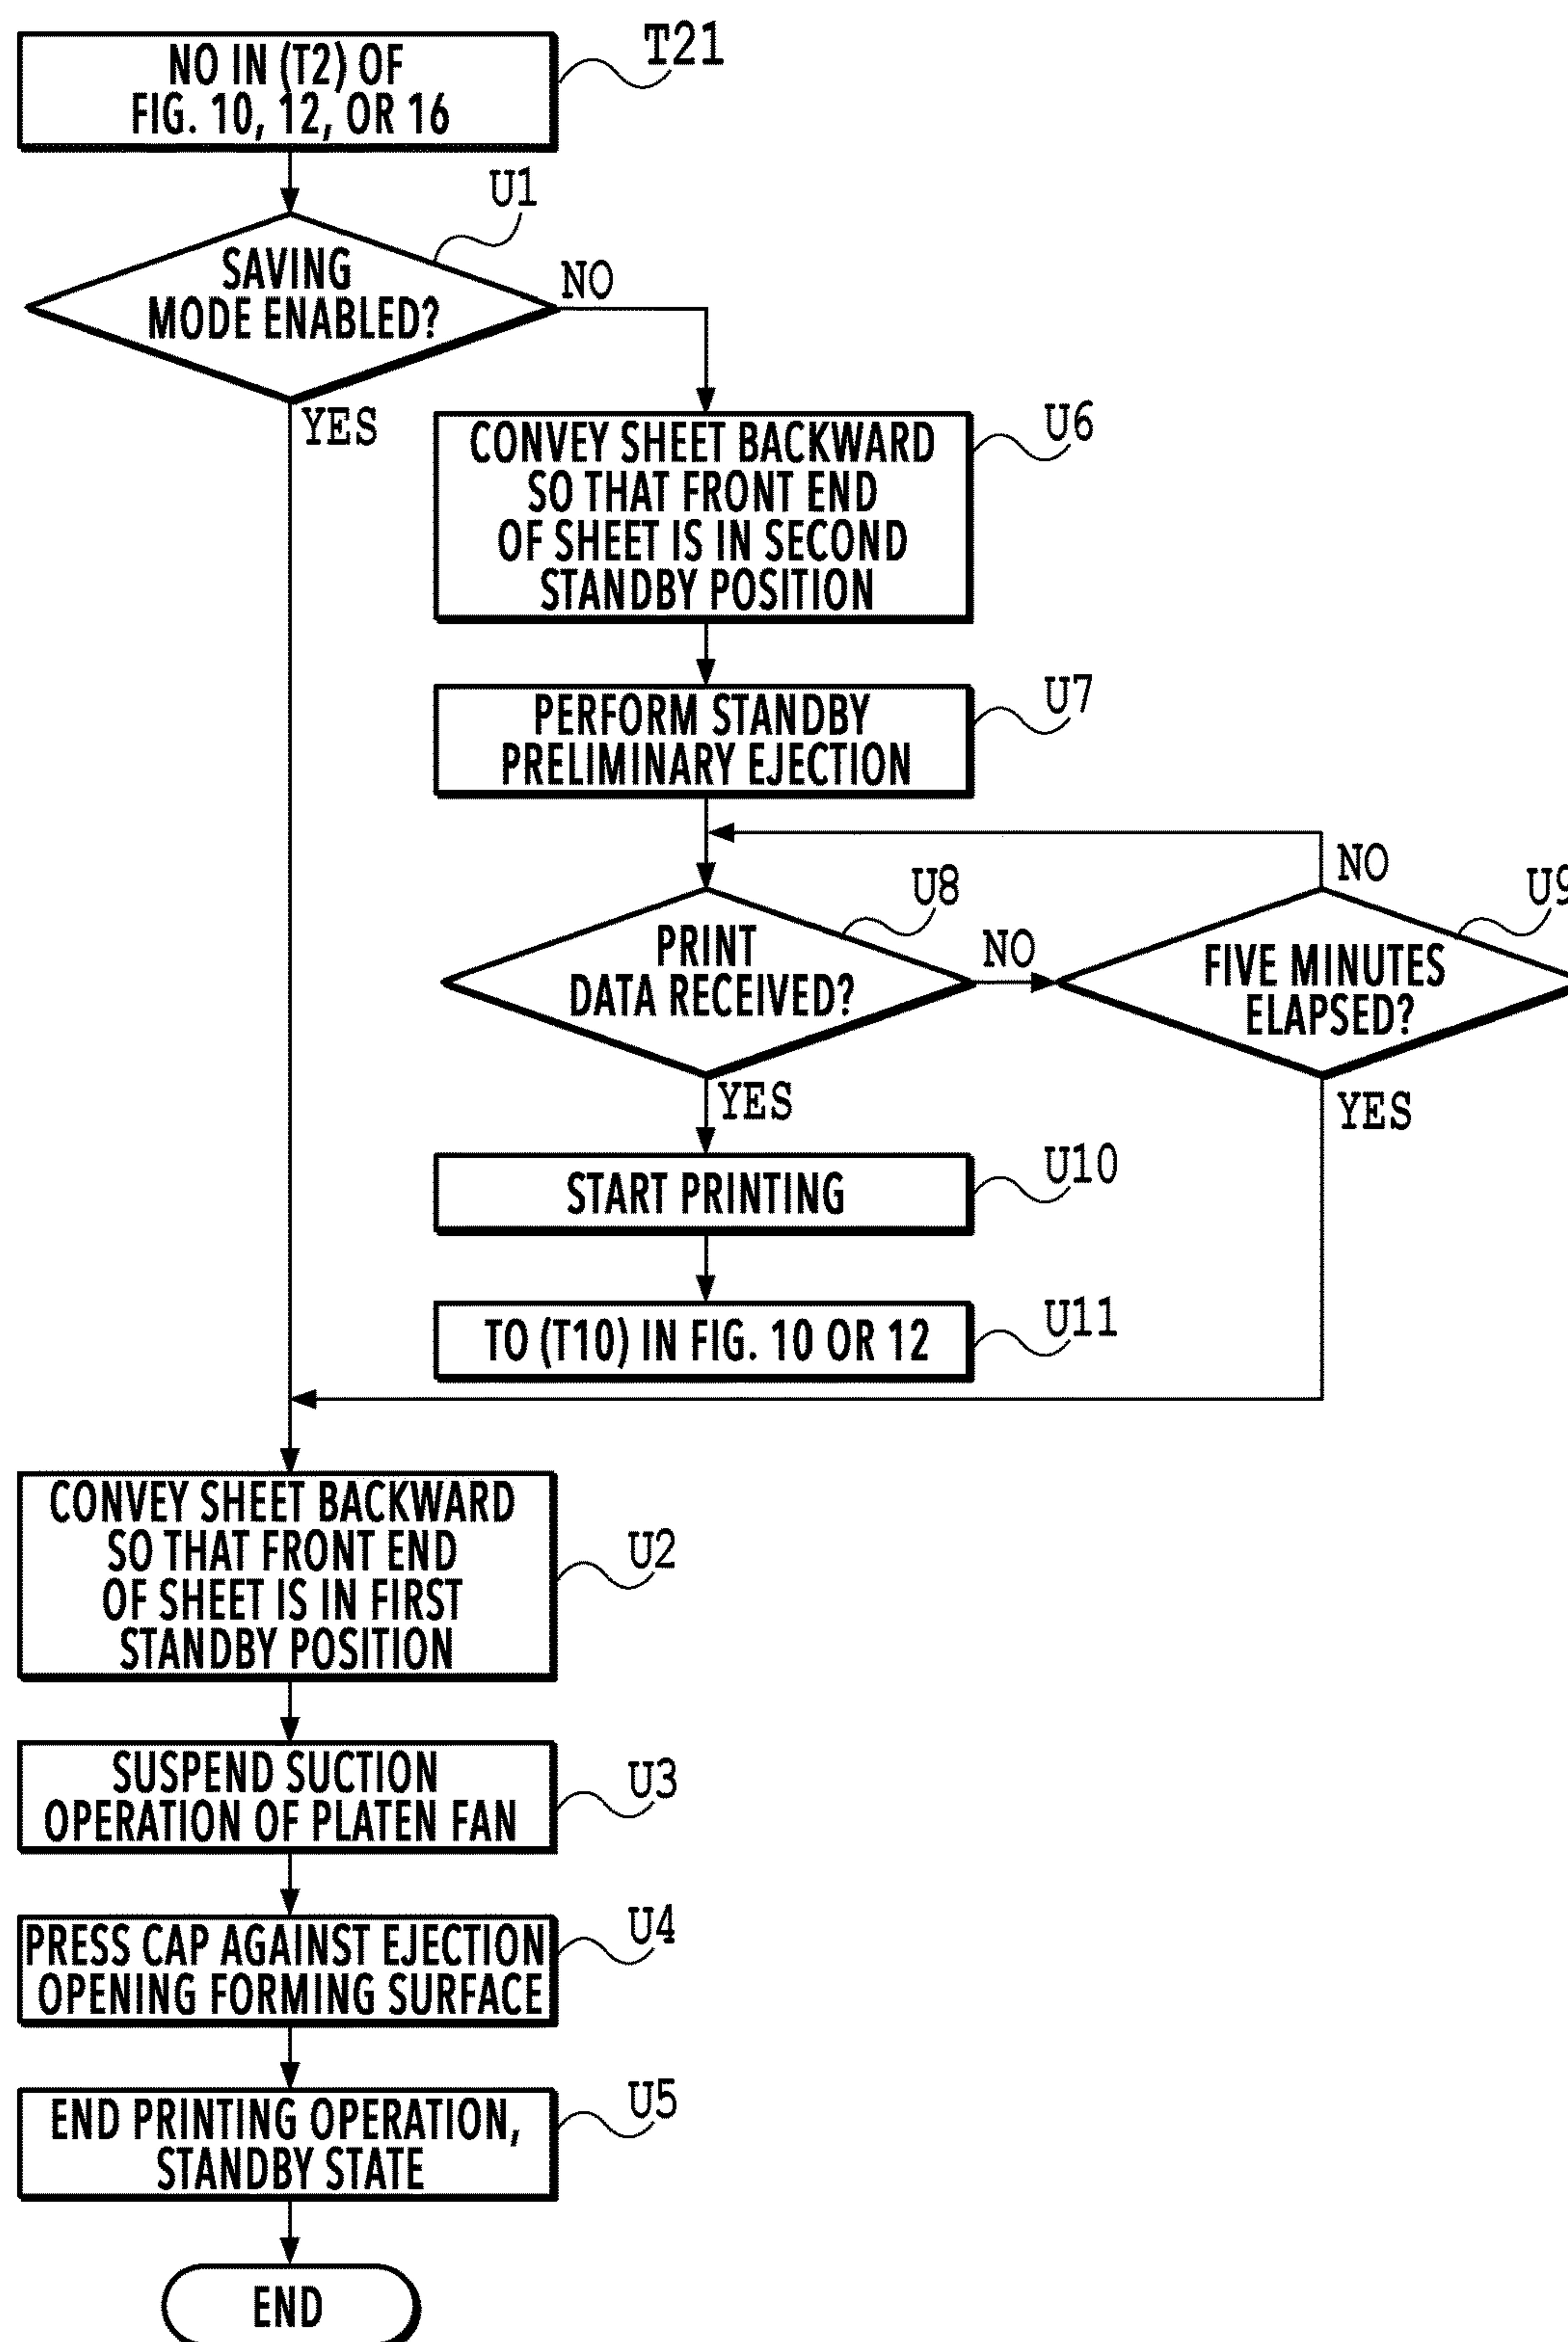 NO IN (T2) OF
FIG. 10, 12, OR 16
T21
U1
SAVING
MODE ENABLED?
NO
YES
CONVEY SHEET BACKWARD
SO THAT FRONT END
OF SHEET IS IN SECOND
STANDBY POSITION
U6
PERFORM STANDBY
PRELIMINARY EJECTION
U7
PRINT
DATA RECEIVED?
U8
NO
YES
FIVE MINUTES
ELAPSED?
U9
NO
YES
START PRINTING
U10
TO (T10) IN FIG. 10 OR 12
U11
CONVEY SHEET BACKWARD
SO THAT FRONT END
OF SHEET IS IN FIRST
STANDBY POSITION
U2
SUSPEND SUCTION
OPERATION OF PLATEN FAN
U3
PRESS CAP AGAINST EJECTION
OPENING FORMING SURFACE
U4
END PRINTING OPERATION,
STANDBY STATE
U5
END